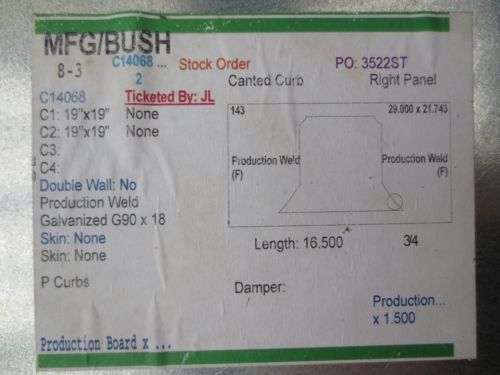 MFG/BUSH
8-3 C14068 ... Stock Order PO: 3522ST
2
Canted Curb Right Panel
C14068 Ticketed By: JL
C1: 19"x19" None
C2: 19"x19" None
C3:
C4:
Double Wall: No
Production Weld
Galvanized G90 x 18
Skin: None
Skin: None
P Curbs
Production Board x ...
143 29.000 x 21.743
Production Weld (F)
Production Weld (F)
Length: 16.500 3/4
Damper:
Production...
x 1.500